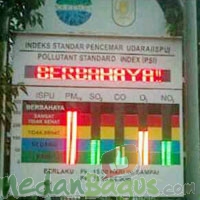 INDEKS STANDAR PENCEMAR UDARA(ISPU)
POLLUTANT STANDARD INDEX (PSI)
BERBAHAYA"
ISPU PM10 SO2 CO O3 NO2
BERBAHAYA
SANGAT
TIDAK SEHAT
TIDAK SEHAT
SEDANG
BERLAKU
MedanBagus.com